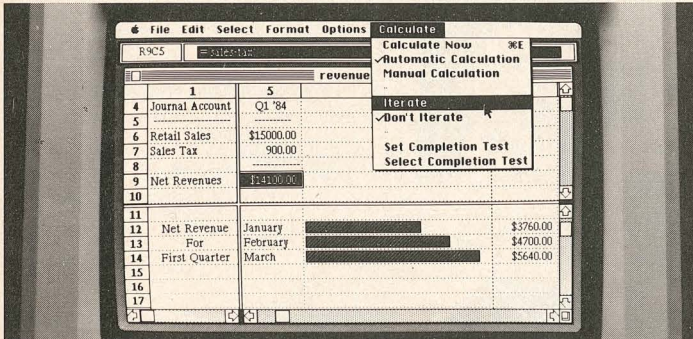 File Edit Select Format Options Calculate
R9C5 =sales-tax
Calculate Now ⌘E
✓Automatic Calculation
Manual Calculation
Iterate
✓Don't Iterate
Set Completion Test
Select Completion Test
revenue
1 5
4 Journal Account Q1 '84
5 ---------- ----------
6 Retail Sales $15000.00
7 Sales Tax 900.00
8 ----------
9 Net Revenues $14100.00
10
11
12 Net Revenue January $3760.00
13 For February $4700.00
14 First Quarter March $5640.00
15
16
17